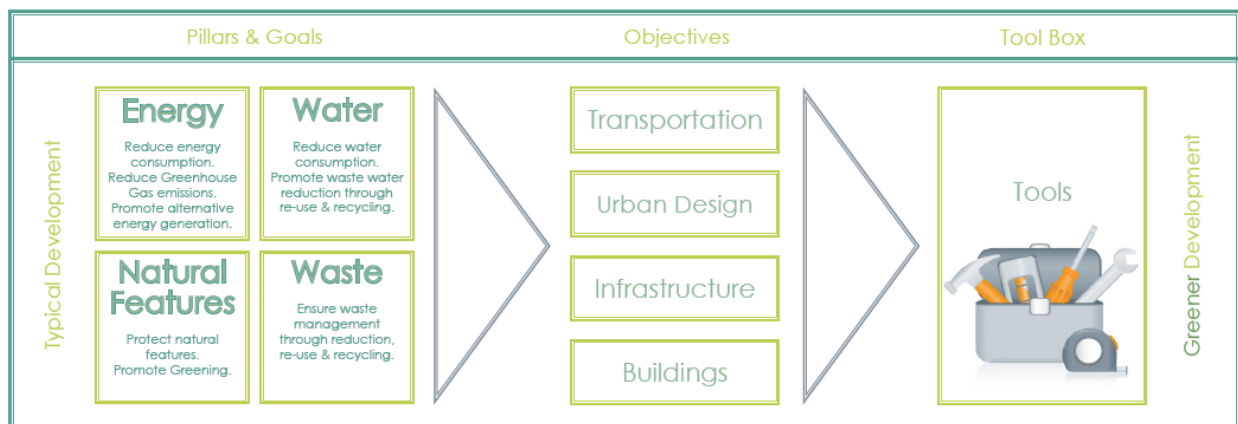 Pillars & Goals
Objectives
Tool Box
Typical Development
Energy
Reduce energy
consumption.
Reduce Greenhouse
Gas emissions.
Promote alternative
energy generation.
Water
Reduce water
consumption.
Promote waste water
reduction through
re-use & recycling.
Natural
Features
Protect natural
features.
Promote Greening.
Waste
Ensure waste
management
through reduction,
re-use & recycling.
Transportation
Urban Design
Infrastructure
Buildings
Tools
Greener Development